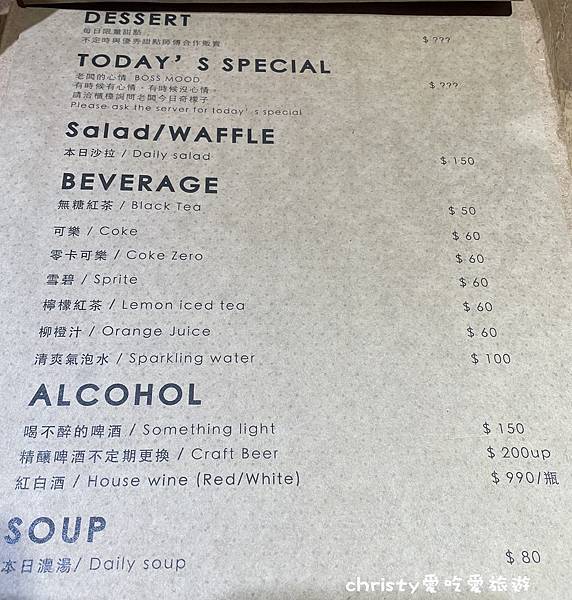 DESSERT
每日限量甜點
不定時與優秀甜點師傅合作販賣 $ ???
TODAY'S SPECIAL
老闆的心情 BOSS MOOD
有時候有心情，有時候沒心情， $ ???
請洽櫃檯詢問老闆今日奇檬子
Please ask the server for today's special
Salad/WAFFLE
本日沙拉 / Daily salad $ 150
BEVERAGE
無糖紅茶 / Black Tea $ 50
可樂 / Coke $ 60
零卡可樂 / Coke Zero $ 60
雪碧 / Sprite $ 60
檸檬紅茶 / Lemon iced tea $ 60
柳橙汁 / Orange Juice $ 60
清爽氣泡水 / Sparkling water $ 100
ALCOHOL
喝不醉的啤酒 / Something light $ 150
精釀啤酒不定期更換 / Craft Beer $ 200up
紅白酒 / House wine (Red/White) $ 990/瓶
SOUP
本日濃湯/ Daily soup $ 80
christy愛吃愛旅遊